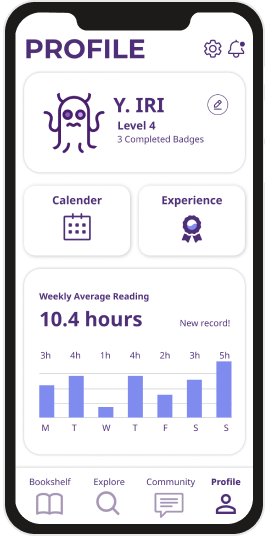 PROFILE
Y. IRI
Level 4
3 Completed Badges
Calender Experience
Weekly Average Reading
10.4 hours New record!
3h 4h 1h 4h 2h 3h 5h
M T W T F S S
Bookshelf Explore Community Profile